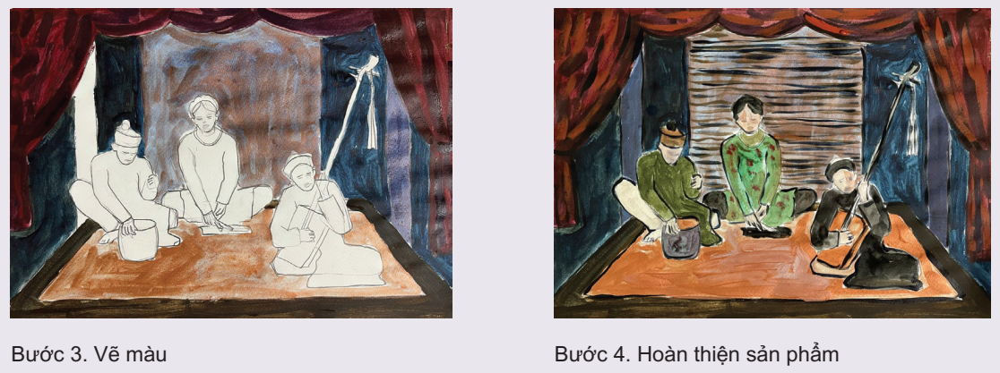 Bước 3. Vẽ màu
Bước 4. Hoàn thiện sản phẩm